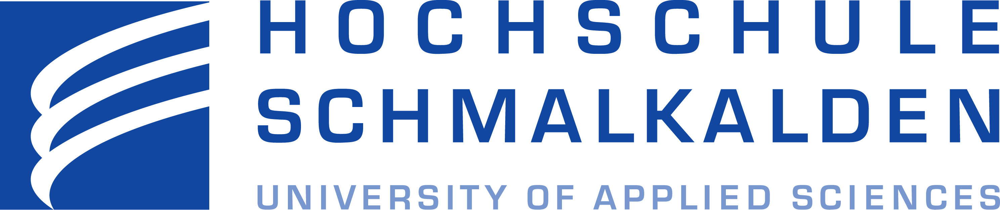 HOCHSCHULE
SCHMALKALDEN
UNIVERSITY OF APPLIED SCIENCES